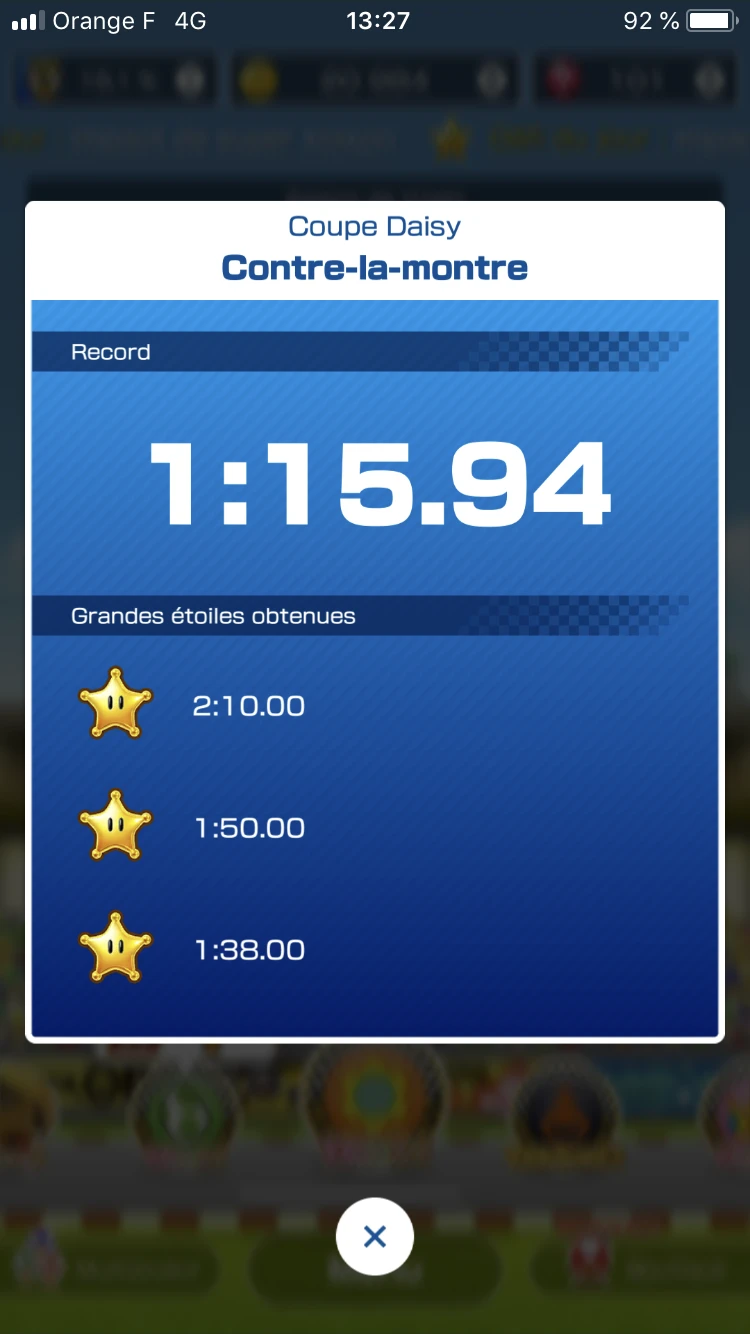 Orange F 4G 13:27 92 %
Coupe Daisy
Contre-la-montre
Record
1:15.94
Grandes étoiles obtenues
2:10.00
1:50.00
1:38.00